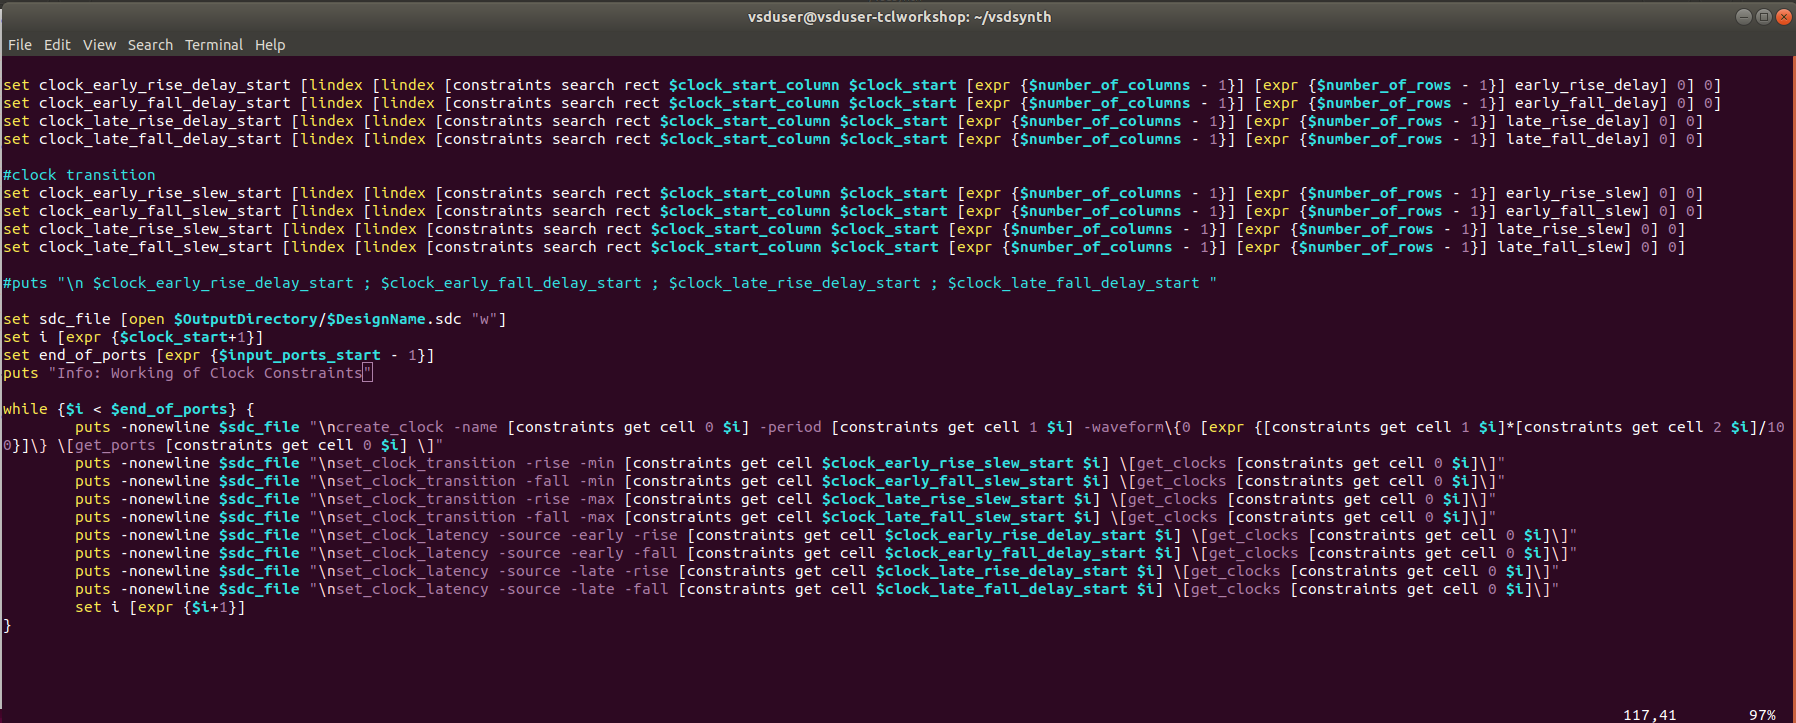 vsduser@vsduser-tclworkshop: ~/vsdsynth
File Edit View Search Terminal Help
set clock_early_rise_delay_start [lindex [lindex [constraints search rect $clock_start_column $clock_start [expr {$number_of_columns - 1}] [expr {$number_of_rows - 1}] early_rise_delay] 0] 0]
set clock_early_fall_delay_start [lindex [lindex [constraints search rect $clock_start_column $clock_start [expr {$number_of_columns - 1}] [expr {$number_of_rows - 1}] early_fall_delay] 0] 0]
set clock_late_rise_delay_start [lindex [lindex [constraints search rect $clock_start_column $clock_start [expr {$number_of_columns - 1}] [expr {$number_of_rows - 1}] late_rise_delay] 0] 0]
set clock_late_fall_delay_start [lindex [lindex [constraints search rect $clock_start_column $clock_start [expr {$number_of_columns - 1}] [expr {$number_of_rows - 1}] late_fall_delay] 0] 0]
#clock transition
set clock_early_rise_slew_start [lindex [lindex [constraints search rect $clock_start_column $clock_start [expr {$number_of_columns - 1}] [expr {$number_of_rows - 1}] early_rise_slew] 0] 0]
set clock_early_fall_slew_start [lindex [lindex [constraints search rect $clock_start_column $clock_start [expr {$number_of_columns - 1}] [expr {$number_of_rows - 1}] early_fall_slew] 0] 0]
set clock_late_rise_slew_start [lindex [lindex [constraints search rect $clock_start_column $clock_start [expr {$number_of_columns - 1}] [expr {$number_of_rows - 1}] late_rise_slew] 0] 0]
set clock_late_fall_slew_start [lindex [lindex [constraints search rect $clock_start_column $clock_start [expr {$number_of_columns - 1}] [expr {$number_of_rows - 1}] late_fall_slew] 0] 0]
#puts "\n $clock_early_rise_delay_start ; $clock_early_fall_delay_start ; $clock_late_rise_delay_start ; $clock_late_fall_delay_start "
set sdc_file [open $OutputDirectory/$DesignName.sdc "w"]
set i [expr {$clock_start+1}]
set end_of_ports [expr {$input_ports_start - 1}]
puts "Info: Working of Clock Constraints"
while {$i < $end_of_ports} {
puts -nonewline $sdc_file "\ncreate_clock -name [constraints get cell 0 $i] -period [constraints get cell 1 $i] -waveform\{0 [expr {[constraints get cell 1 $i]*[constraints get cell 2 $i]/10
0}]\} \[get_ports [constraints get cell 0 $i] \]"
puts -nonewline $sdc_file "\nset_clock_transition -rise -min [constraints get cell $clock_early_rise_slew_start $i] \[get_clocks [constraints get cell 0 $i]\]"
puts -nonewline $sdc_file "\nset_clock_transition -fall -min [constraints get cell $clock_early_fall_slew_start $i] \[get_clocks [constraints get cell 0 $i]\]"
puts -nonewline $sdc_file "\nset_clock_transition -rise -max [constraints get cell $clock_late_rise_slew_start $i] \[get_clocks [constraints get cell 0 $i]\]"
puts -nonewline $sdc_file "\nset_clock_transition -fall -max [constraints get cell $clock_late_fall_slew_start $i] \[get_clocks [constraints get cell 0 $i]\]"
puts -nonewline $sdc_file "\nset_clock_latency -source -early -rise [constraints get cell $clock_early_rise_delay_start $i] \[get_clocks [constraints get cell 0 $i]\]"
puts -nonewline $sdc_file "\nset_clock_latency -source -early -fall [constraints get cell $clock_early_fall_delay_start $i] \[get_clocks [constraints get cell 0 $i]\]"
puts -nonewline $sdc_file "\nset_clock_latency -source -late -rise [constraints get cell $clock_late_rise_delay_start $i] \[get_clocks [constraints get cell 0 $i]\]"
puts -nonewline $sdc_file "\nset_clock_latency -source -late -fall [constraints get cell $clock_late_fall_delay_start $i] \[get_clocks [constraints get cell 0 $i]\]"
set i [expr {$i+1}]
}
117,41 97%